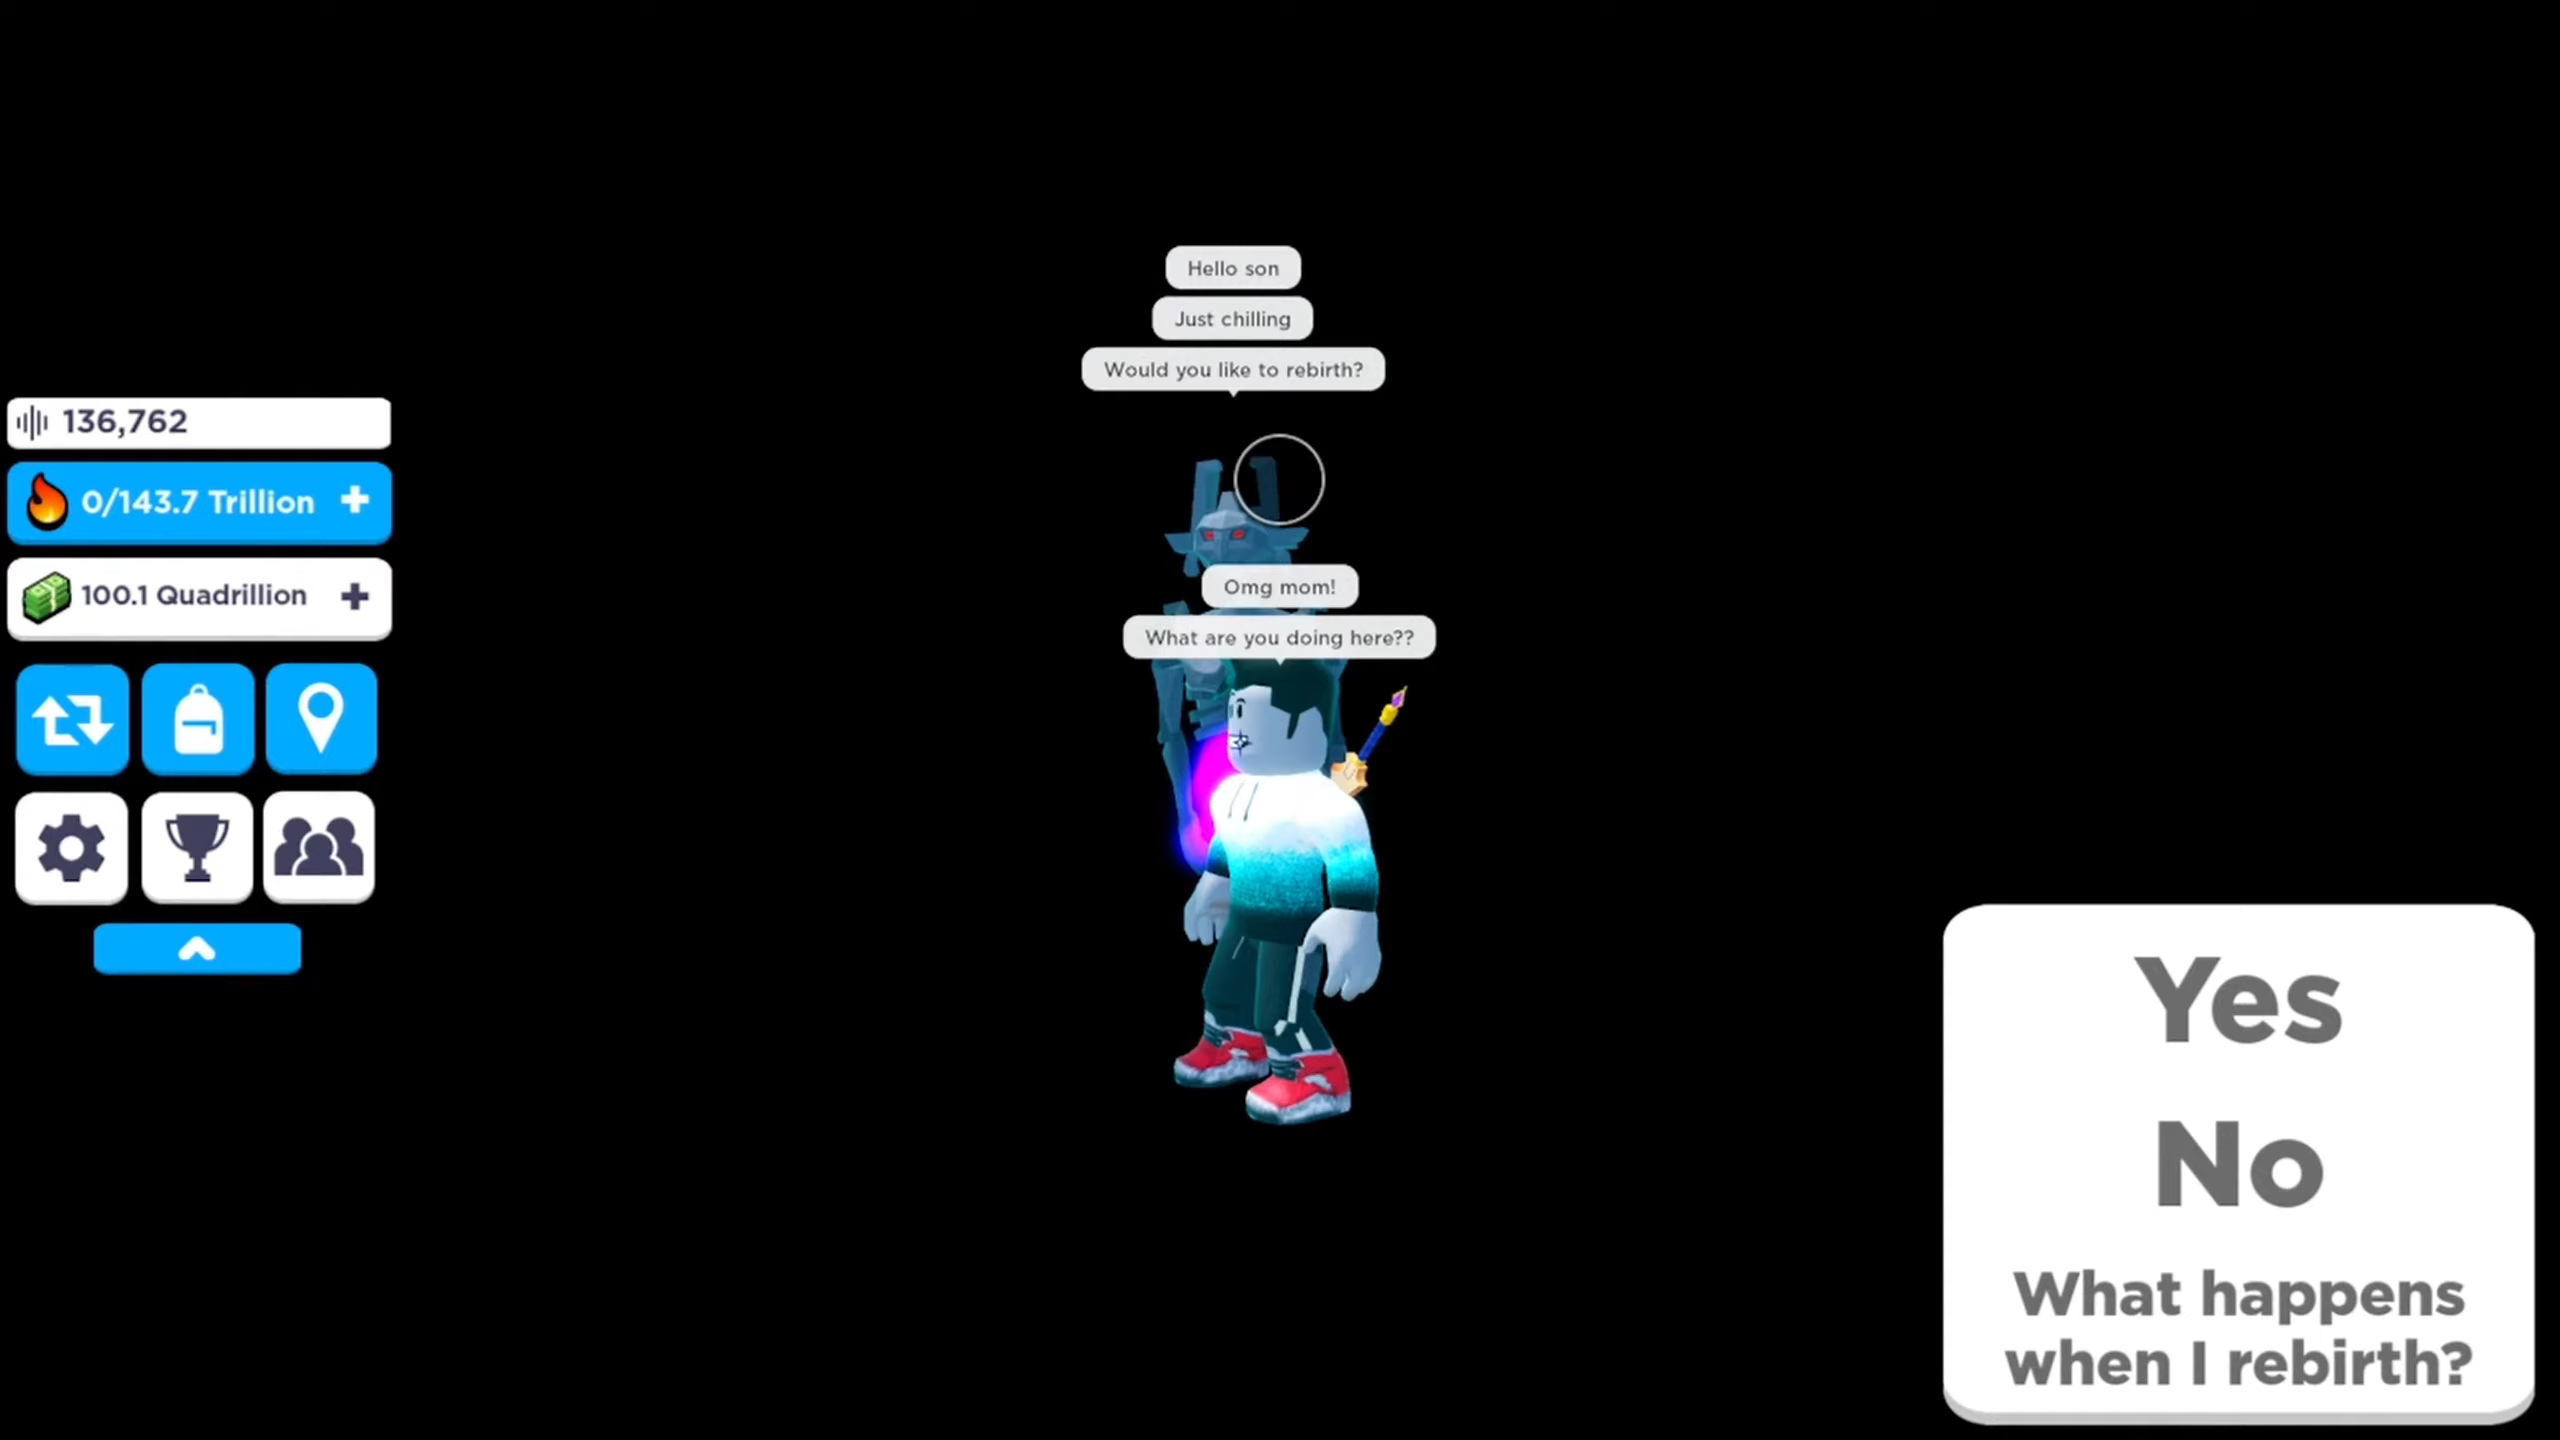 Hello son
Just chilling
Would you like to rebirth?
136,762
0/143.7 Trillion +
100.1 Quadrillion +
Omg mom!
What are you doing here??
Yes
No
What happens
when I rebirth?